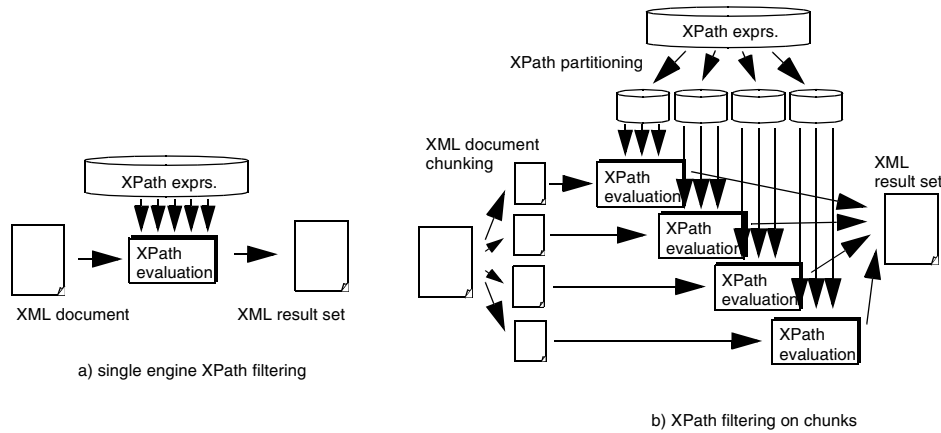 XPath exprs.
XML document
XPath
evaluation
XML result set
a) single engine XPath filtering
XPath exprs.
XPath partitioning
XML document
chunking
XPath
evaluation
XPath
evaluation
XPath
evaluation
XPath
evaluation
XML
result set
b) XPath filtering on chunks